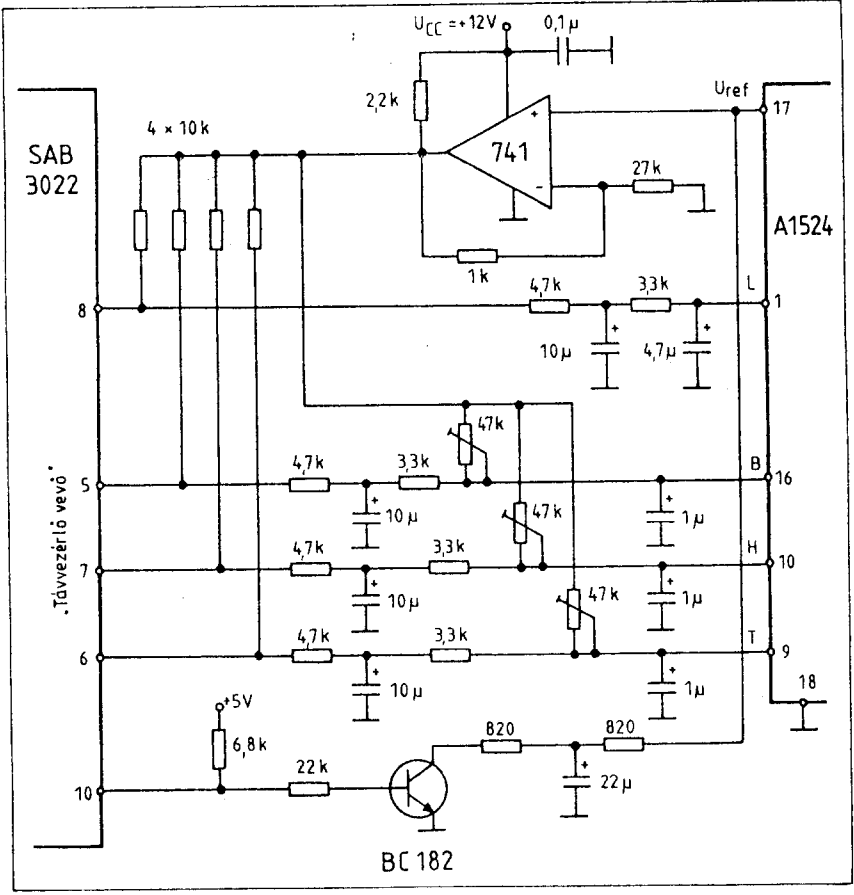 UCC = +12V
0,1µ
2,2k
Uref
17
4 × 10k
SAB
3022
741
+
−
27k
A1524
1k
8
4,7k
3,3k
L
1
+
10µ
+
4,7µ
47k
5
4,7k
3,3k
B
16
+
10µ
47k
+
1µ
„Távvezérlő vevő"
7
4,7k
3,3k
H
10
+
10µ
47k
+
1µ
6
4,7k
3,3k
T
9
+
10µ
+
1µ
18
+5V
6,8k
820
820
10
22k
+
22µ
BC 182